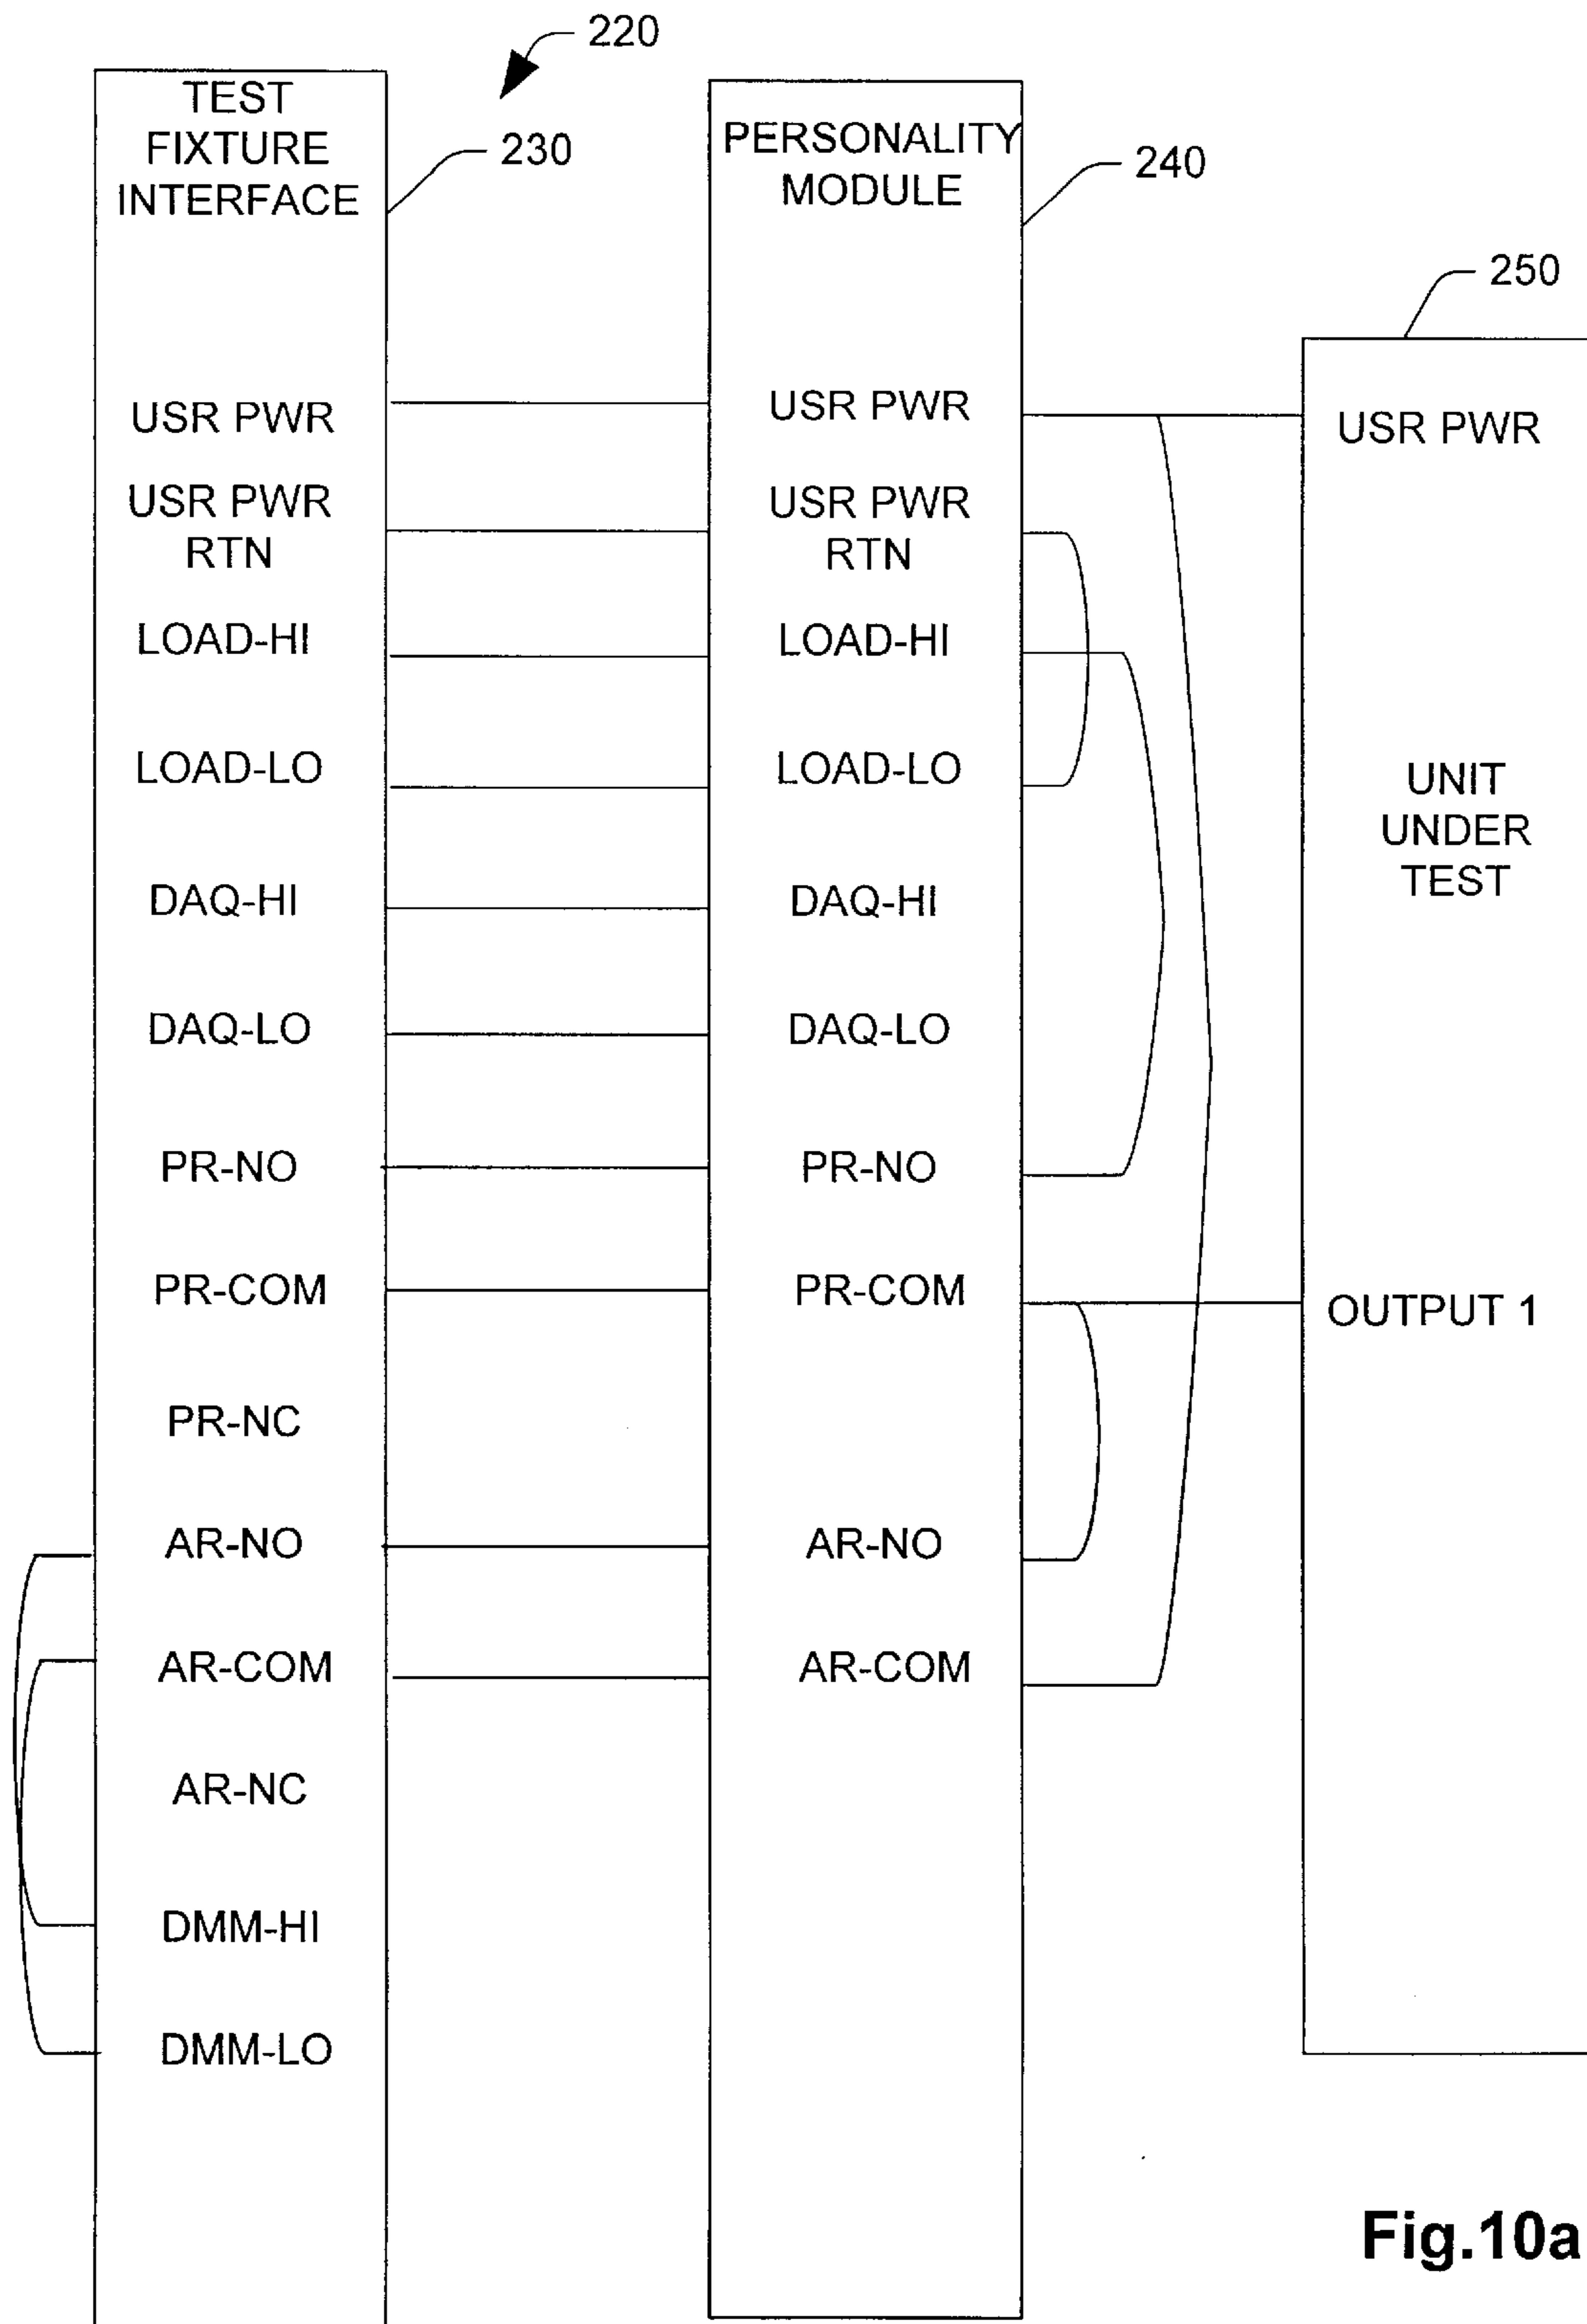 220
TEST
FIXTURE
INTERFACE
230
USR PWR
USR PWR
RTN
LOAD-HI
LOAD-LO
DAQ-HI
DAQ-LO
PR-NO
PR-COM
PR-NC
AR-NO
AR-COM
AR-NC
DMM-HI
DMM-LO
PERSONALITY
MODULE
240
USR PWR
USR PWR
RTN
LOAD-HI
LOAD-LO
DAQ-HI
DAQ-LO
PR-NO
PR-COM
AR-NO
AR-COM
250
USR PWR
UNIT
UNDER
TEST
OUTPUT 1
Fig.10a